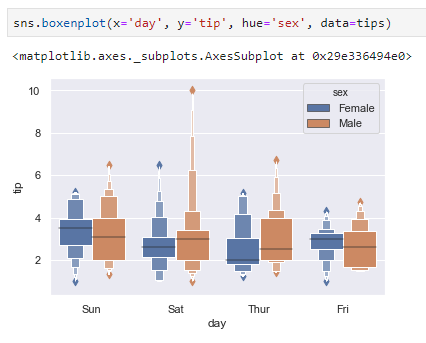 sns.boxenplot(x='day', y='tip', hue='sex', data=tips)
<matplotlib.axes._subplots.AxesSubplot at 0x29e336494e0>
10
8
6
4
2
tip
sex
Female
Male
Sun Sat Thur Fri
day